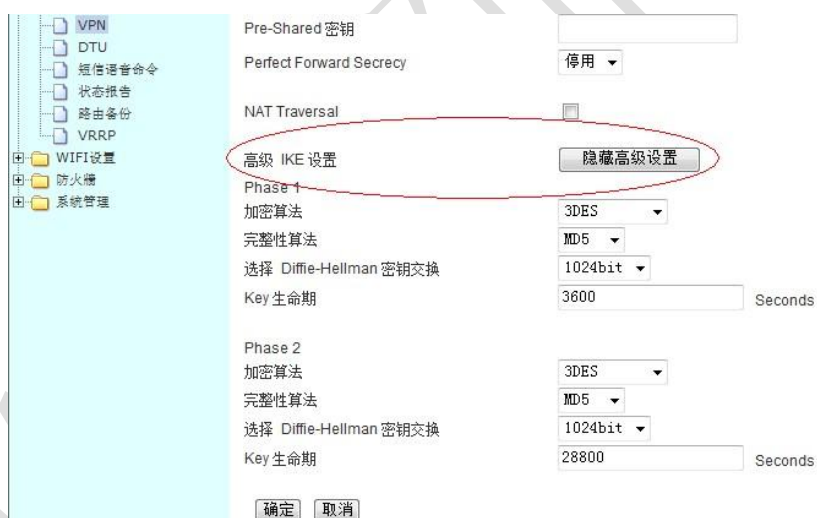 VPN
DTU
短信语音命令
状态报告
路由备份
VRRP
WIFI设置
防火墙
系统管理
Pre-Shared 密钥
Perfect Forward Secrecy 停用
NAT Traversal
高级 IKE 设置 隐藏高级设置
Phase 1
加密算法 3DES
完整性算法 MD5
选择 Diffie-Hellman 密钥交换 1024bit
Key 生命期 3600 Seconds
Phase 2
加密算法 3DES
完整性算法 MD5
选择 Diffie-Hellman 密钥交换 1024bit
Key 生命期 28800 Seconds
确定 取消